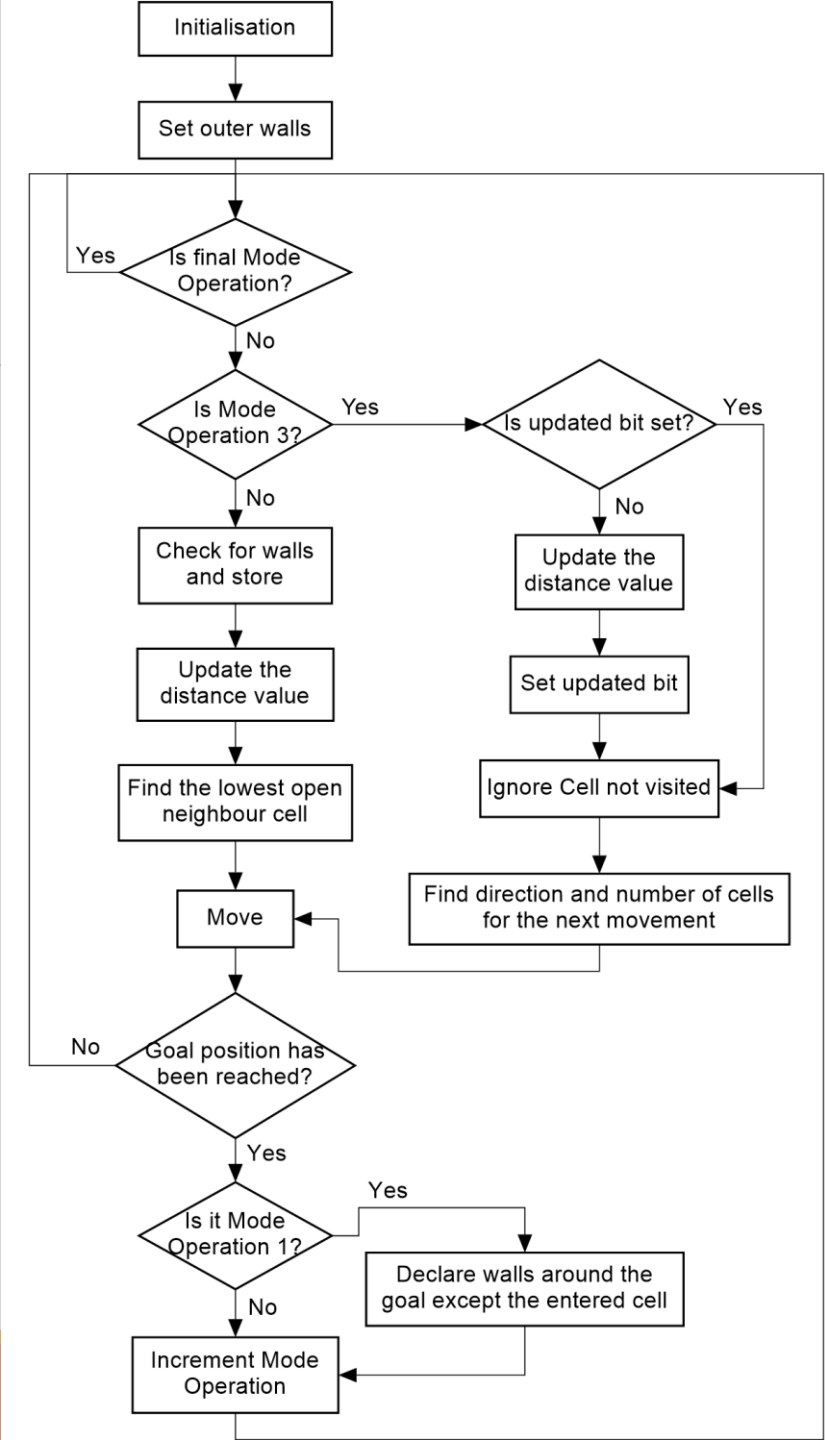 Initialisation
Set outer walls
Yes
Is final Mode
Operation?
No
Is Mode
Operation 3?
Yes
Is updated bit set?
Yes
No
No
Check for walls
and store
Update the
distance value
Update the
distance value
Set updated bit
Find the lowest open
neighbour cell
Ignore Cell not visited
Move
Find direction and number of cells
for the next movement
No
Goal position has
been reached?
Yes
Is it Mode
Operation 1?
Yes
Declare walls around the
goal except the entered cell
No
Increment Mode
Operation